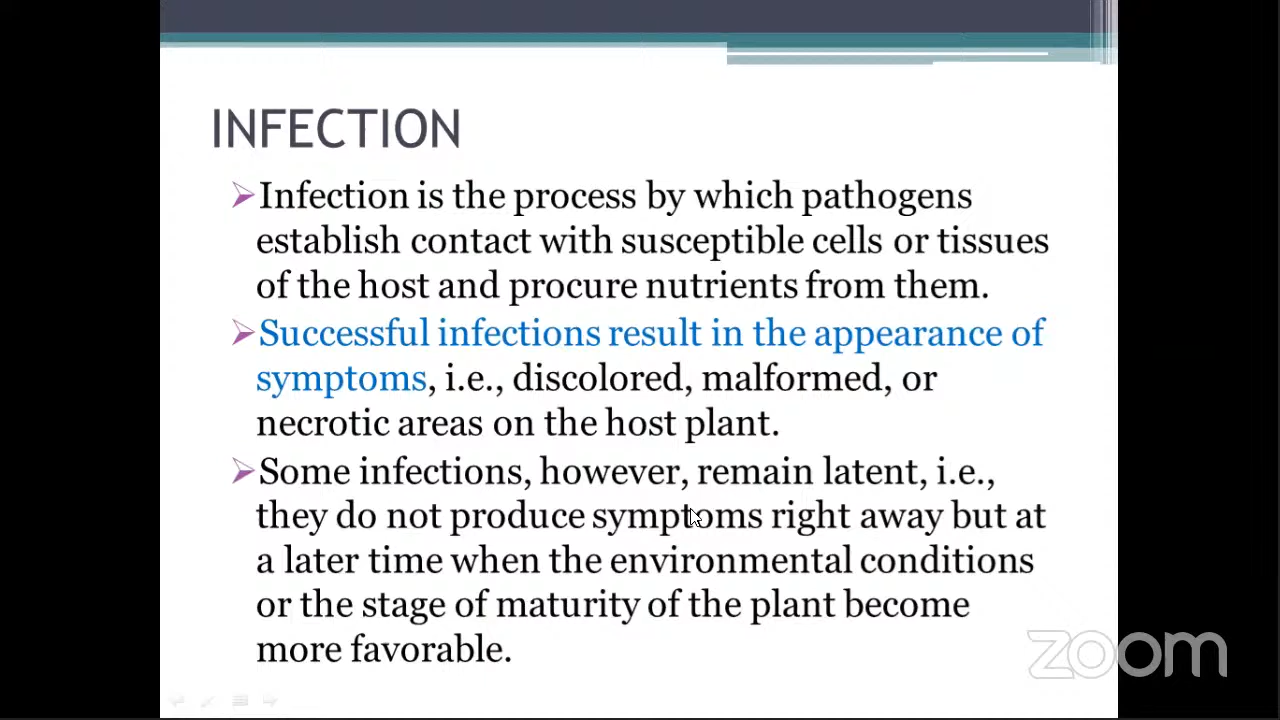 INFECTION
Infection is the process by which pathogens
establish contact with susceptible cells or tissues
of the host and procure nutrients from them.
Successful infections result in the appearance of
symptoms, i.e., discolored, malformed, or
necrotic areas on the host plant.
Some infections, however, remain latent, i.e.,
they do not produce symptoms right away but at
a later time when the environmental conditions
or the stage of maturity of the plant become
more favorable.
zoom